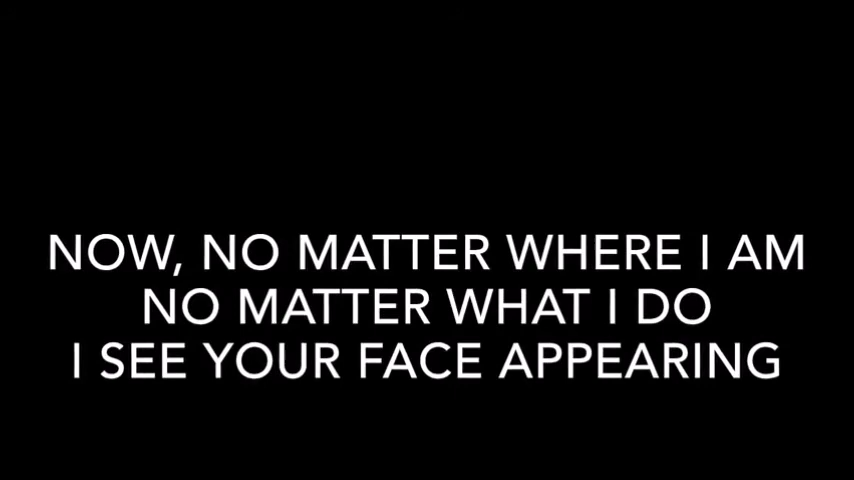 NOW, NO MATTER WHERE I AM
NO MATTER WHAT I DO
I SEE YOUR FACE APPEARING